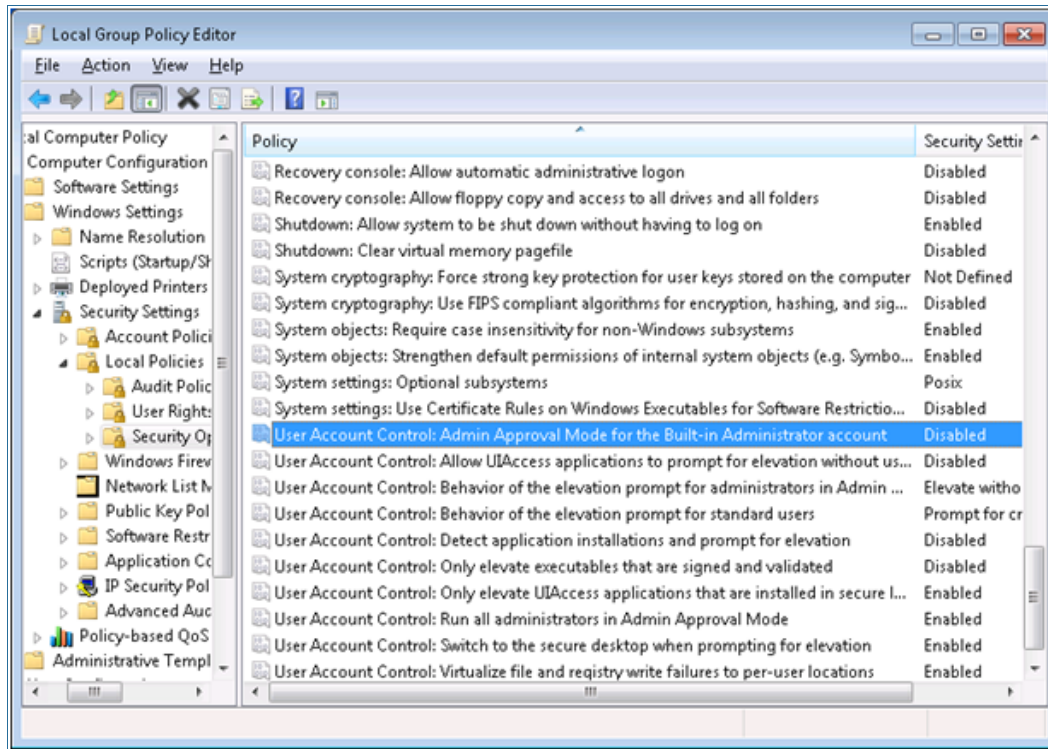 Local Group Policy Editor
File Action View Help
al Computer Policy
Computer Configuration
Software Settings
Windows Settings
Name Resolution
Scripts (Startup/Sh
Deployed Printers
Security Settings
Account Polici
Local Policies
Audit Polic
User Rights
Security Op
Windows Firew
Network List M
Public Key Pol
Software Restr
Application Co
IP Security Pol
Advanced Aud
Policy-based QoS
Administrative Templ
Policy Security Settin
Recovery console: Allow automatic administrative logon Disabled
Recovery console: Allow floppy copy and access to all drives and all folders Disabled
Shutdown: Allow system to be shut down without having to log on Enabled
Shutdown: Clear virtual memory pagefile Disabled
System cryptography: Force strong key protection for user keys stored on the computer Not Defined
System cryptography: Use FIPS compliant algorithms for encryption, hashing, and sig... Disabled
System objects: Require case insensitivity for non-Windows subsystems Enabled
System objects: Strengthen default permissions of internal system objects (e.g. Symbo... Enabled
System settings: Optional subsystems Posix
System settings: Use Certificate Rules on Windows Executables for Software Restrictio... Disabled
User Account Control: Admin Approval Mode for the Built-in Administrator account Disabled
User Account Control: Allow UIAccess applications to prompt for elevation without us... Disabled
User Account Control: Behavior of the elevation prompt for administrators in Admin ... Elevate witho
User Account Control: Behavior of the elevation prompt for standard users Prompt for cr
User Account Control: Detect application installations and prompt for elevation Disabled
User Account Control: Only elevate executables that are signed and validated Disabled
User Account Control: Only elevate UIAccess applications that are installed in secure l... Enabled
User Account Control: Run all administrators in Admin Approval Mode Enabled
User Account Control: Switch to the secure desktop when prompting for elevation Enabled
User Account Control: Virtualize file and registry write failures to per-user locations Enabled